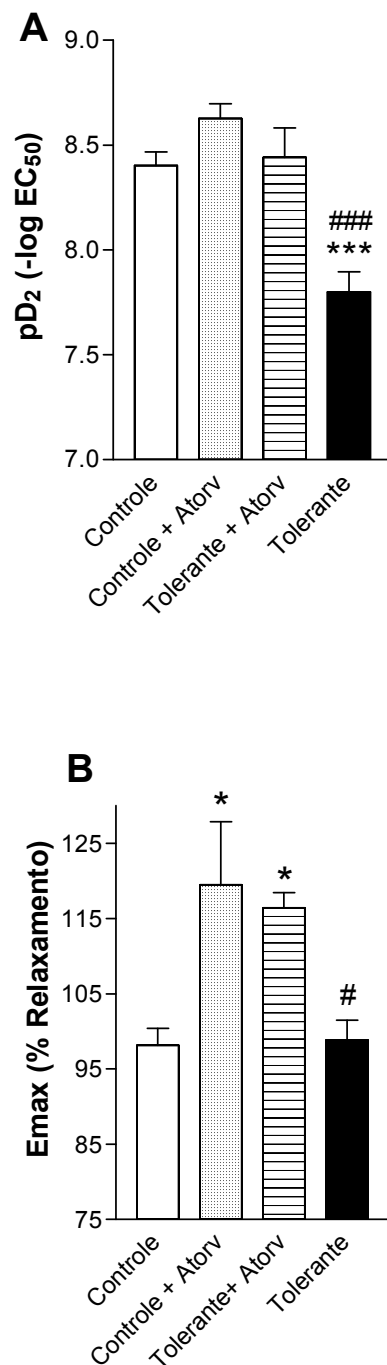 A
pD2 (-log EC50)
9.0
8.5
8.0
7.5
7.0
###
***
Controle
Controle + Atorv
Tolerante + Atorv
Tolerante
B
Emax (% Relaxamento)
125
115
105
95
85
75
*
*
#
Controle
Controle + Atorv
Tolerante+ Atorv
Tolerante